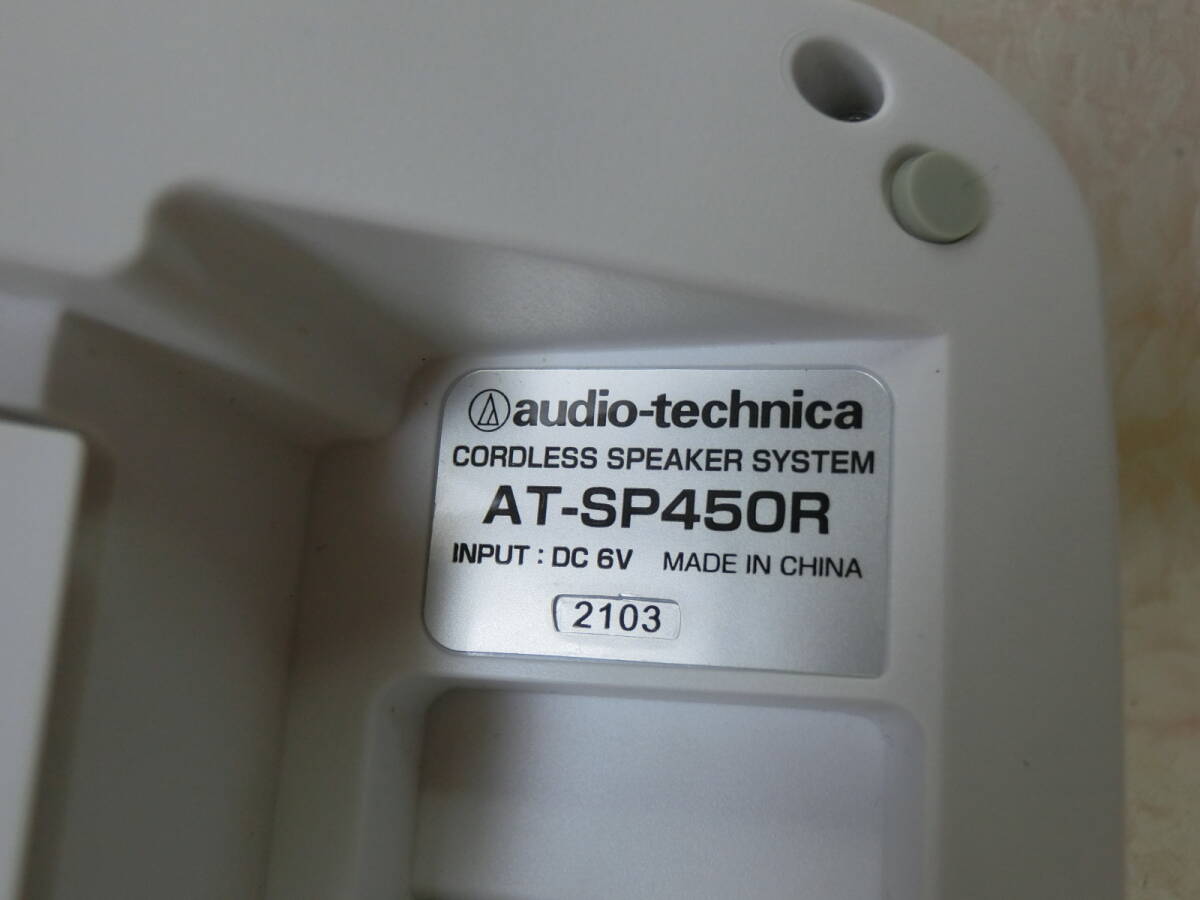 audio-technica
CORDLESS SPEAKER SYSTEM
AT-SP450R
INPUT : DC 6V MADE IN CHINA
2103